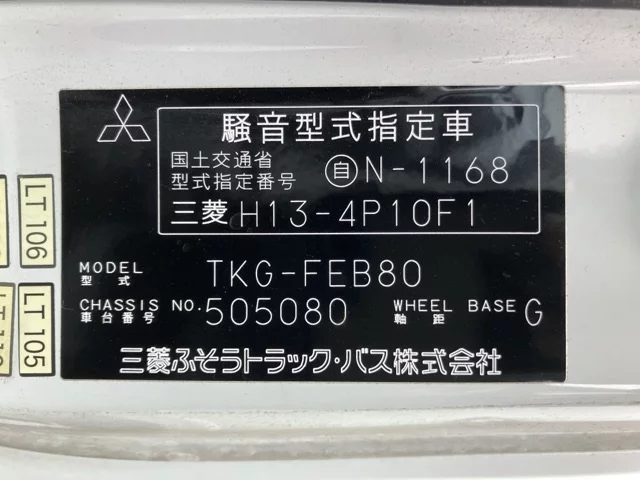 騒音型式指定車
国土交通省
型式指定番号
自N-1168
三菱 H13-4P10F1
MODEL TKG-FEB80
型式
CHASSIS NO. 505080 WHEEL BASE G
車台番号 軸距
三菱ふそうトラック・バス株式会社
LT 106
LT 105